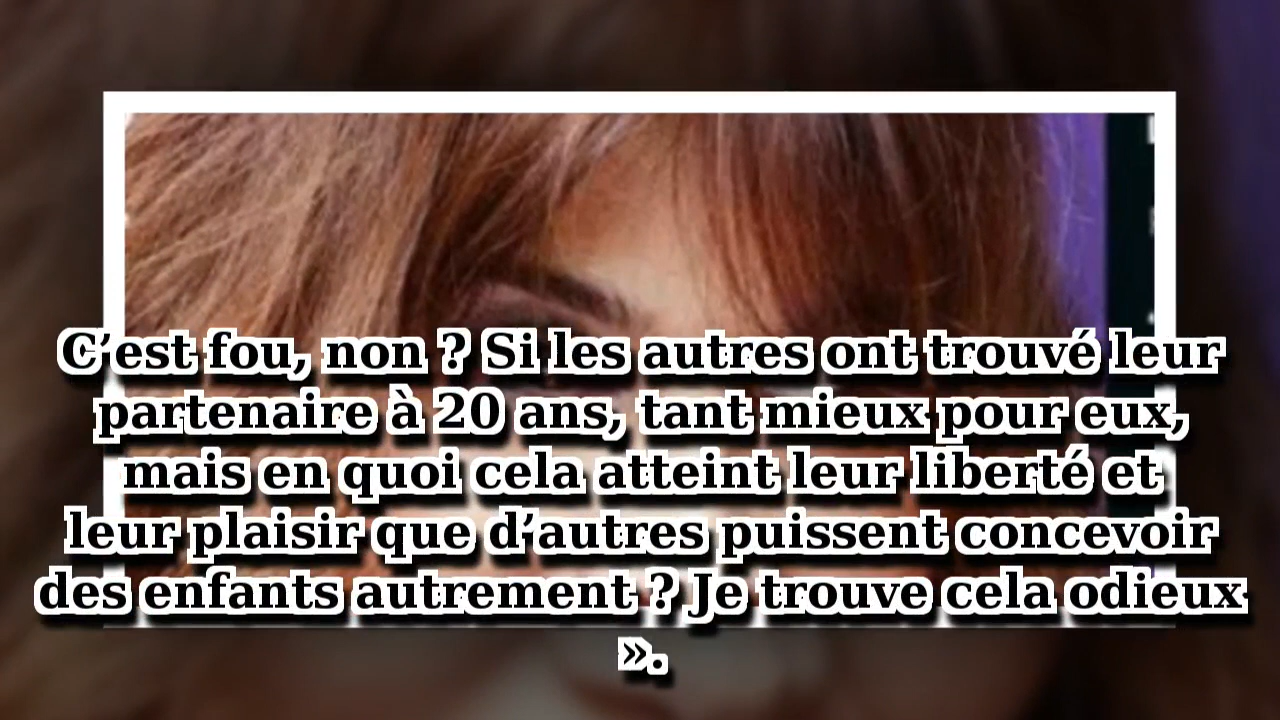 C’est fou, non ? Si les autres ont trouvé leur
partenaire à 20 ans, tant mieux pour eux,
mais en quoi cela atteint leur liberté et
leur plaisir que d’autres puissent concevoir
des enfants autrement ? Je trouve cela odieux
».